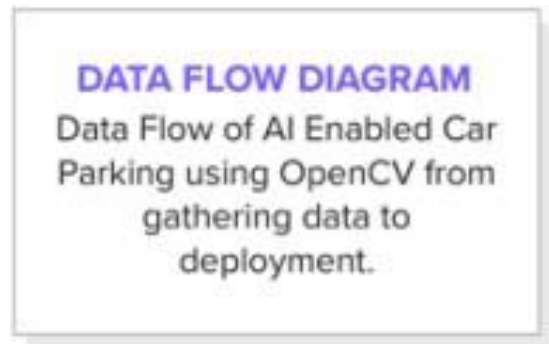 DATA FLOW DIAGRAM
Data Flow of AI Enabled Car
Parking using OpenCV from
gathering data to
deployment.